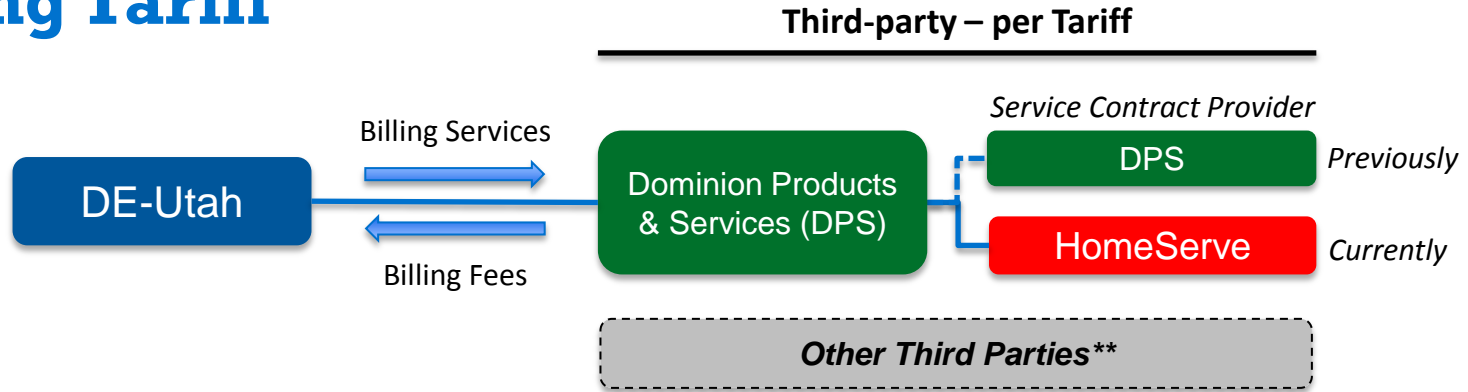 ng Tariff
Third-party – per Tariff
Service Contract Provider
Billing Services
DPS
Previously
DE-Utah
Dominion Products
& Services (DPS)
HomeServe
Currently
Billing Fees
Other Third Parties**